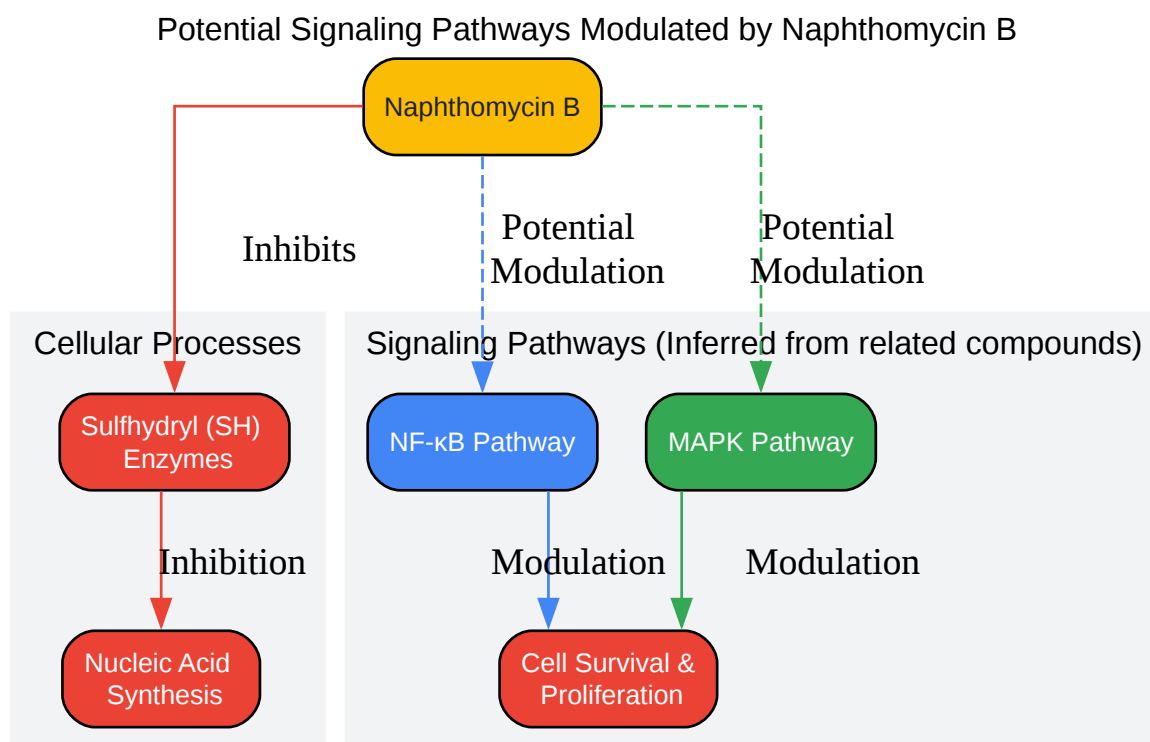 Potential Signaling Pathways Modulated by Naphthomycin B
Naphthomycin B
Inhibits
Potential
Modulation
Potential
Modulation
Cellular Processes
Signaling Pathways (Inferred from related compounds)
Sulfhydryl (SH)
Enzymes
NF-κB Pathway
MAPK Pathway
Inhibition
Modulation
Modulation
Nucleic Acid
Synthesis
Cell Survival &
Proliferation